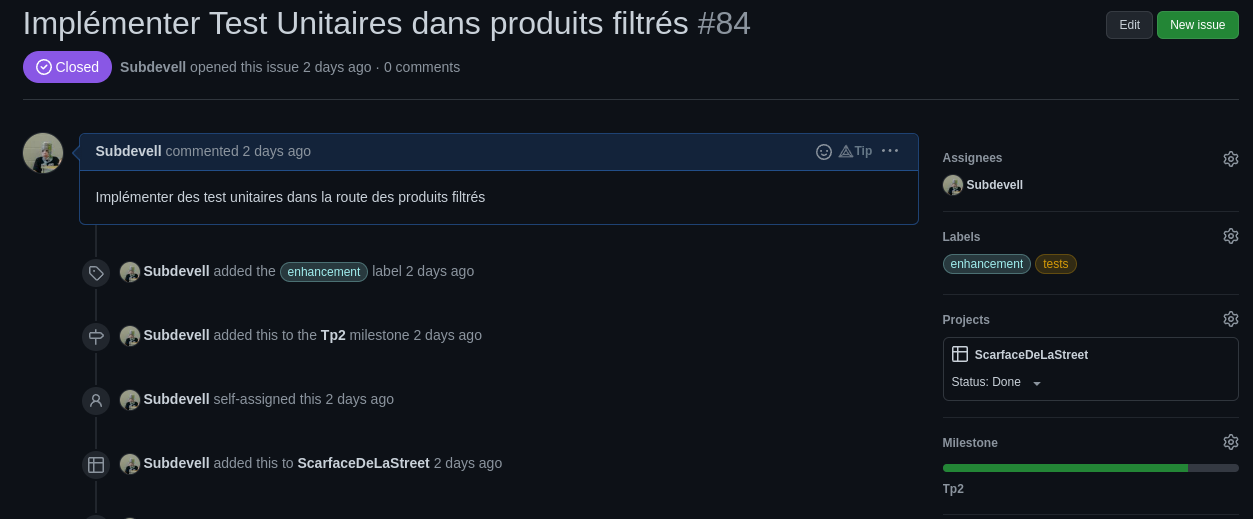 Implémenter Test Unitaires dans produits filtrés #84
Edit
New issue
Closed
Subdevell opened this issue 2 days ago · 0 comments
Subdevell commented 2 days ago
Tip
Implémenter des test unitaires dans la route des produits filtrés
Subdevell added the enhancement label 2 days ago
Subdevell added this to the Tp2 milestone 2 days ago
Subdevell self-assigned this 2 days ago
Subdevell added this to ScarfaceDeLaStreet 2 days ago
Assignees
Subdevell
Labels
enhancement tests
Projects
ScarfaceDeLaStreet
Status: Done
Milestone
Tp2